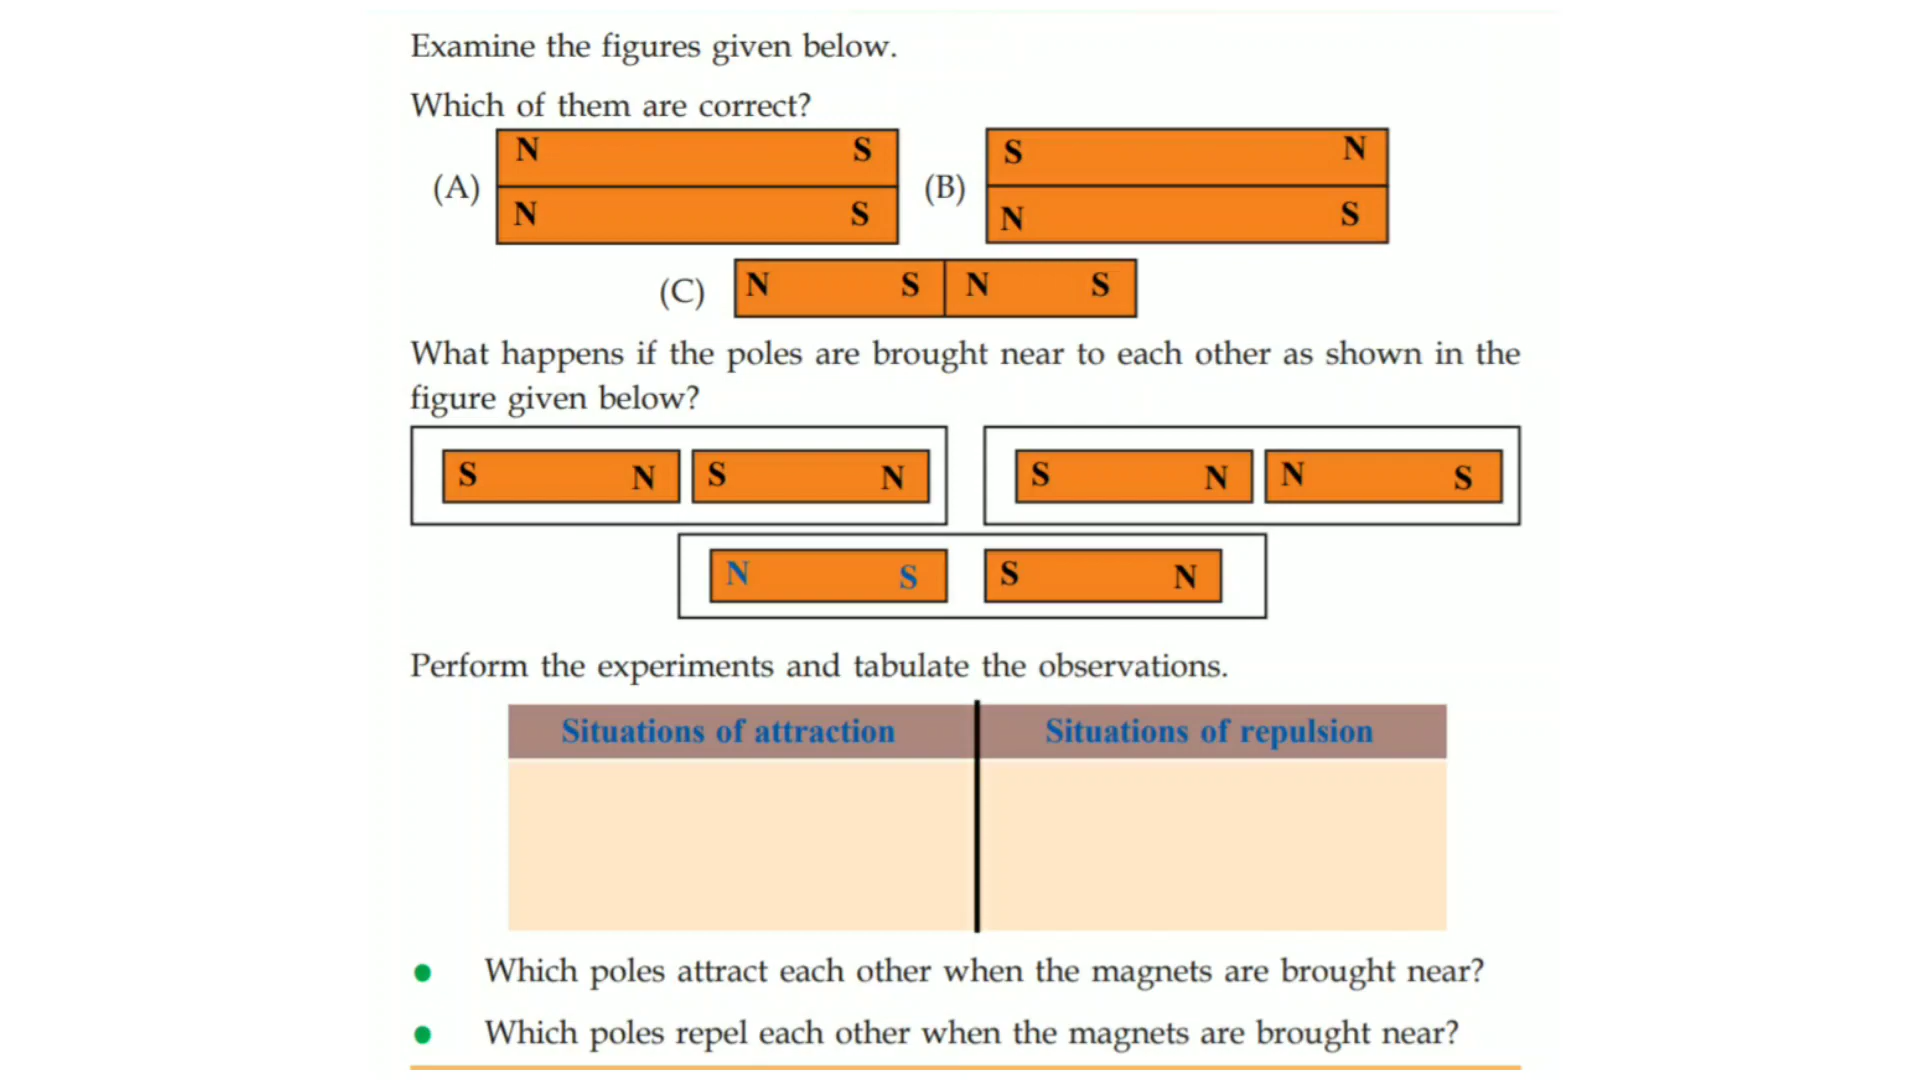 Examine the figures given below.
Which of them are correct?
N S
S N
(A)
(B)
N S
N S
(C) N S N S
What happens if the poles are brought near to each other as shown in the
figure given below?
S N S N
S N N S
N S S N
Perform the experiments and tabulate the observations.
Situations of attraction
Situations of repulsion
Which poles attract each other when the magnets are brought near?
Which poles repel each other when the magnets are brought near?